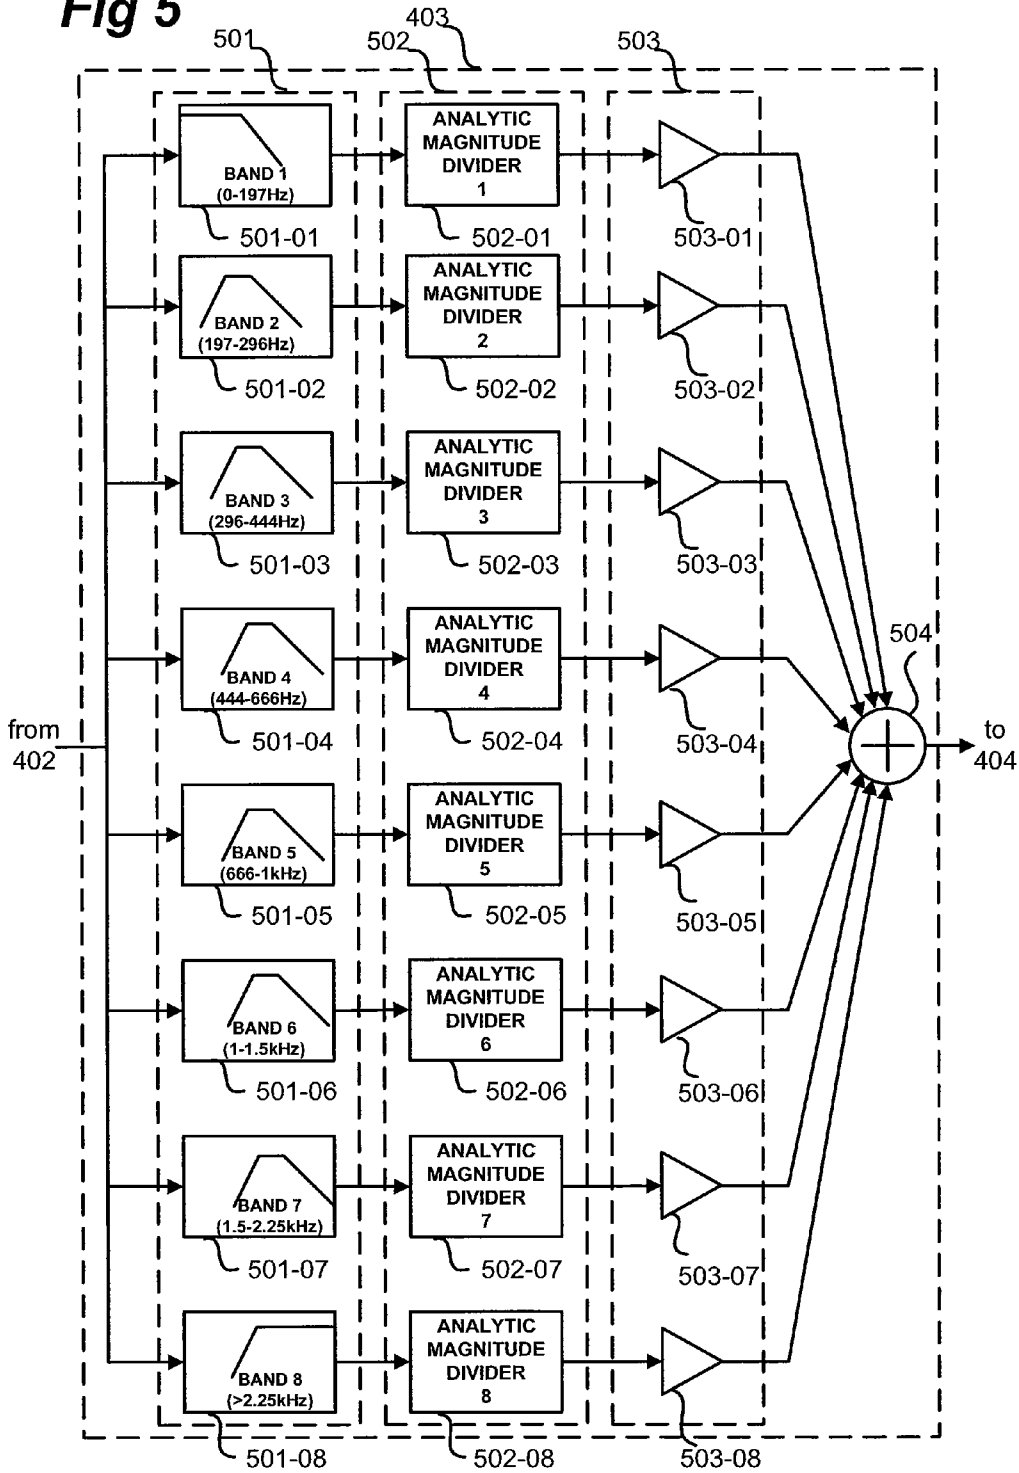 Fig 5
403
501
502
503
BAND 1
(0-197Hz)
ANALYTIC
MAGNITUDE
DIVIDER
1
501-01
502-01
503-01
BAND 2
(197-296Hz)
ANALYTIC
MAGNITUDE
DIVIDER
2
501-02
502-02
503-02
BAND 3
(296-444Hz)
ANALYTIC
MAGNITUDE
DIVIDER
3
501-03
502-03
503-03
BAND 4
(444-666Hz)
ANALYTIC
MAGNITUDE
DIVIDER
4
501-04
502-04
503-04
504
from
402
to
404
BAND 5
(666-1kHz)
ANALYTIC
MAGNITUDE
DIVIDER
5
501-05
502-05
503-05
BAND 6
(1-1.5kHz)
ANALYTIC
MAGNITUDE
DIVIDER
6
501-06
502-06
503-06
BAND 7
(1.5-2.25kHz)
ANALYTIC
MAGNITUDE
DIVIDER
7
501-07
502-07
503-07
BAND 8
(>2.25kHz)
ANALYTIC
MAGNITUDE
DIVIDER
8
501-08
502-08
503-08